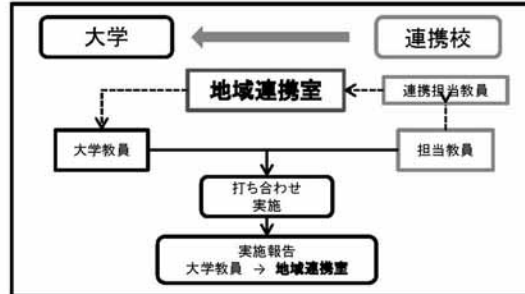 大学
連携校
地域連携室
連携担当教員
大学教員
担当教員
打ち合わせ
実施
実施報告
大学教員 → 地域連携室